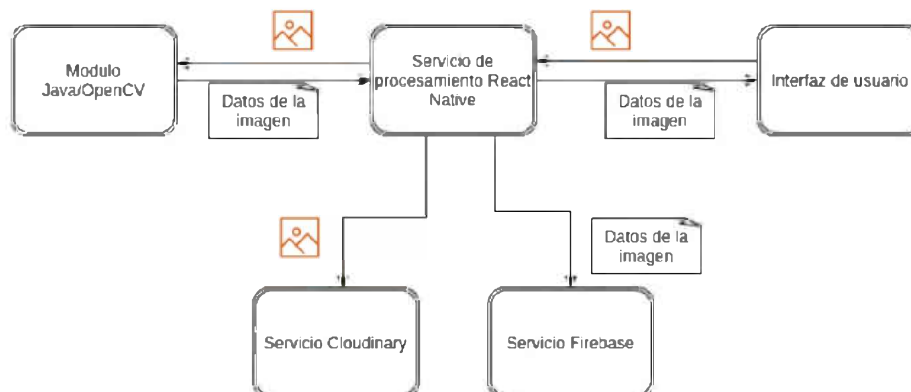 Modulo
Java/OpenCV
Servicio de
procesamiento React
Native
Interfaz de usuario
Datos de la
imagen
Datos de la
imagen
Datos de la
imagen
Servicio Cloudinary
Servicio Firebase